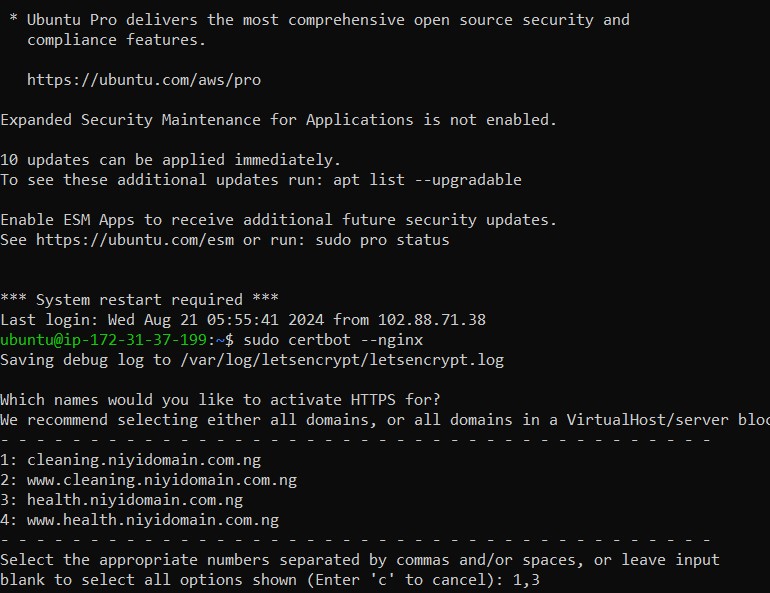 * Ubuntu Pro delivers the most comprehensive open source security and
compliance features.
https://ubuntu.com/aws/pro
Expanded Security Maintenance for Applications is not enabled.
10 updates can be applied immediately.
To see these additional updates run: apt list --upgradable
Enable ESM Apps to receive additional future security updates.
See https://ubuntu.com/esm or run: sudo pro status
*** System restart required ***
Last login: Wed Aug 21 05:55:41 2024 from 102.88.71.38
ubuntu@ip-172-31-37-199:~$ sudo certbot --nginx
Saving debug log to /var/log/letsencrypt/letsencrypt.log
Which names would you like to activate HTTPS for?
We recommend selecting either all domains, or all domains in a VirtualHost/server bloc
- - - - - - - - - - - - - - - - - - - - - - - - - - - - - - - - - - - - - - - -
1: cleaning.niyidomain.com.ng
2: www.cleaning.niyidomain.com.ng
3: health.niyidomain.com.ng
4: www.health.niyidomain.com.ng
- - - - - - - - - - - - - - - - - - - - - - - - - - - - - - - - - - - - - - - -
Select the appropriate numbers separated by commas and/or spaces, or leave input
blank to select all options shown (Enter 'c' to cancel): 1,3